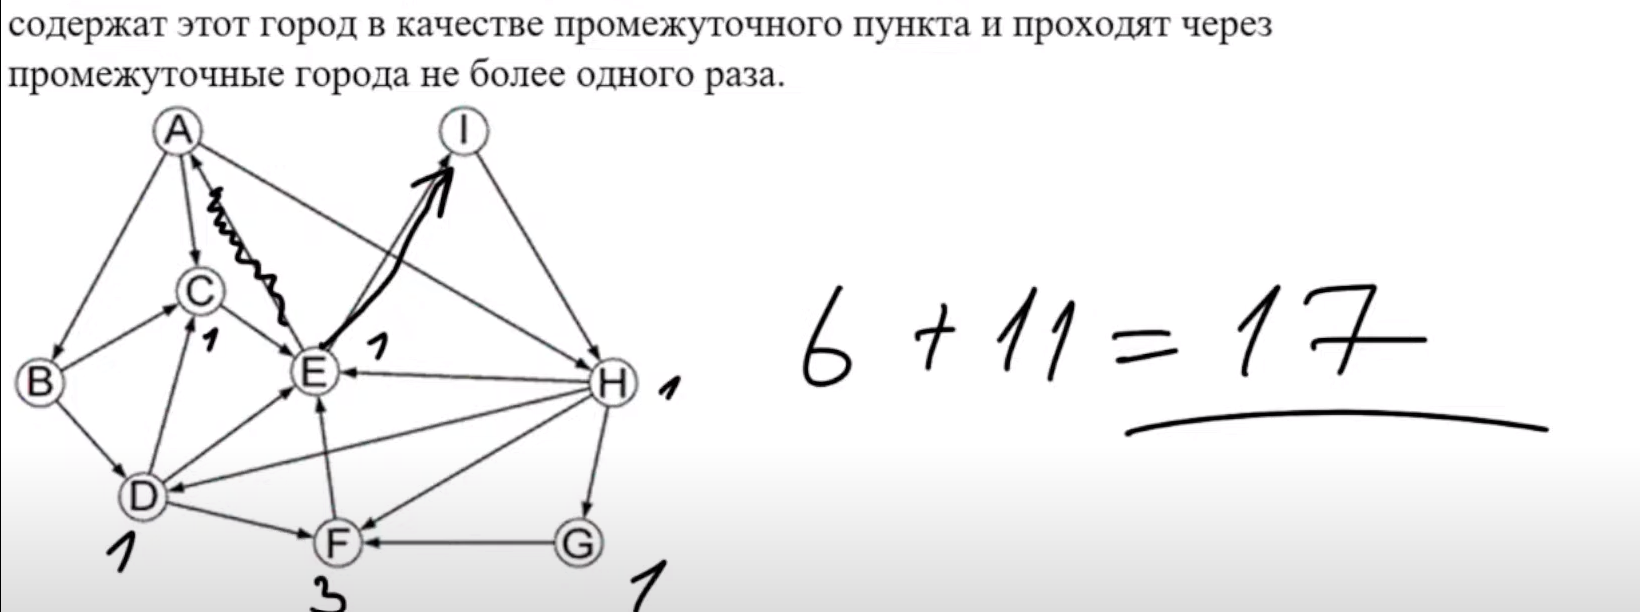 содержат этот город в качестве промежуточного пункта и проходят через
промежуточные города не более одного раза.
A I
C
1
B E 1 H 1
6 + 11 = 17
D F G
1 3 1